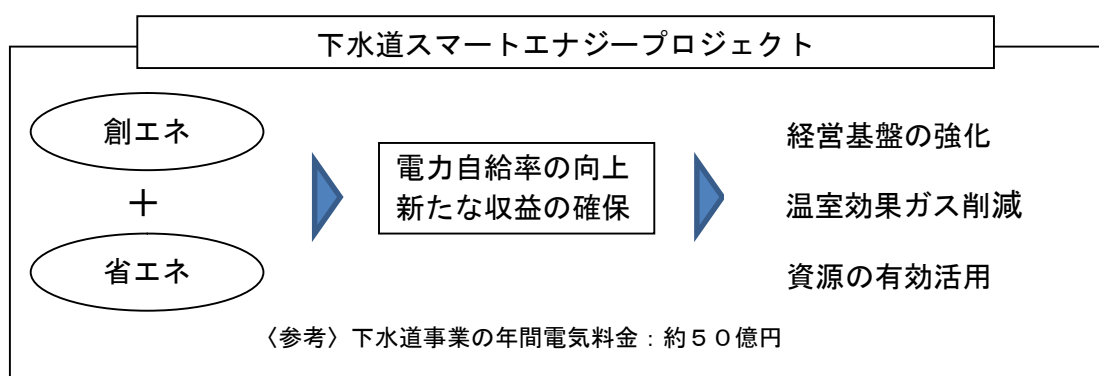 下水道スマートエナジープロジェクト
創エネ
＋
省エネ
電力自給率の向上
新たな収益の確保
経営基盤の強化
温室効果ガス削減
資源の有効活用
〈参考〉下水道事業の年間電気料金：約５０億円